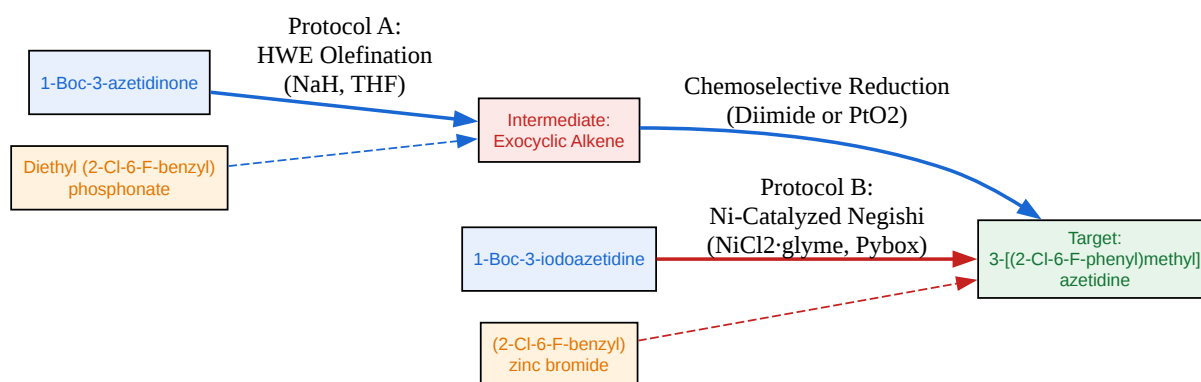 Protocol A:
HWE Olefination
(NaH, THF)
1-Boc-3-azetidinone
Chemoselective Reduction
(Diimide or PtO2)
Intermediate:
Exocyclic Alkene
Diethyl (2-Cl-6-F-benzyl)
phosphonate
Protocol B:
Ni-Catalyzed Negishi
(NiCl2·glyme, Pybox)
1-Boc-3-iodoazetidine
Target:
3-[(2-Cl-6-F-phenyl)methyl]
azetidine
(2-Cl-6-F-benzyl)
zinc bromide